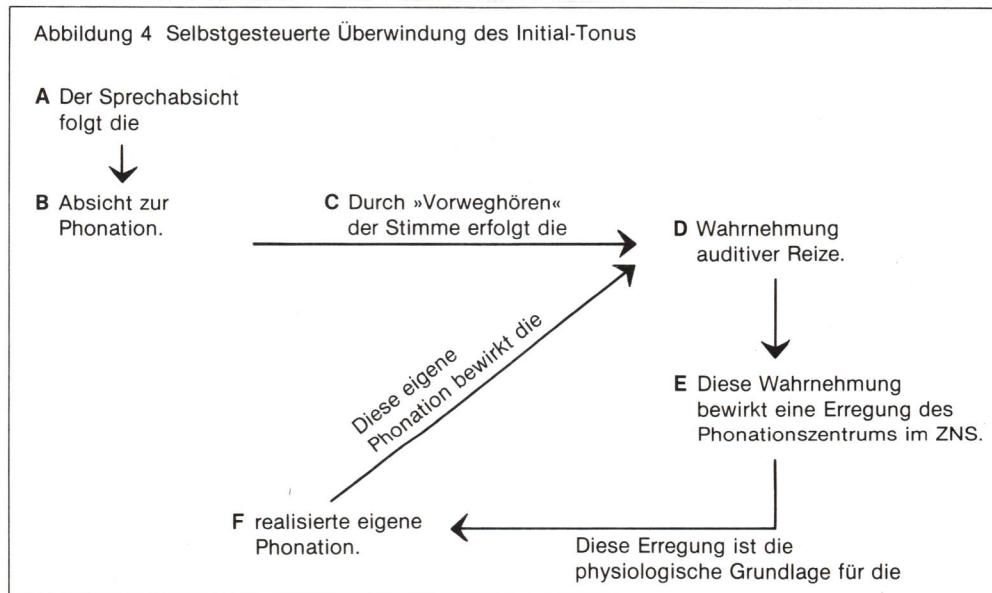 Abbildung 4 Selbstgesteuerte Überwindung des Initial-Tonus
A Der Sprechabsicht
folgt die
B Absicht zur
Phonation.
C Durch »Vorweghören«
der Stimme erfolgt die
D Wahrnehmung
auditiver Reize.
E Diese Wahrnehmung
bewirkt eine Erregung des
Phonationszentrums im ZNS.
Diese Erregung ist die
physiologische Grundlage für die
F realisierte eigene
Phonation.
Diese eigene
Phonation bewirkt die